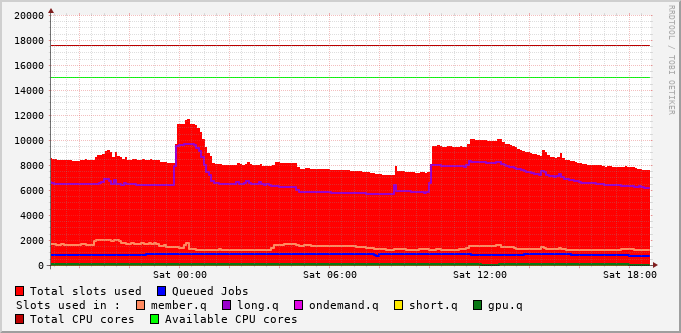 RRDTOOL / TOBI OETIKER
20000
18000
16000
14000
12000
10000
8000
6000
4000
2000
0
Sat 00:00 Sat 06:00 Sat 12:00 Sat 18:00
Total slots used Queued Jobs
Slots used in : member.q long.q ondemand.q short.q gpu.q
Total CPU cores Available CPU cores